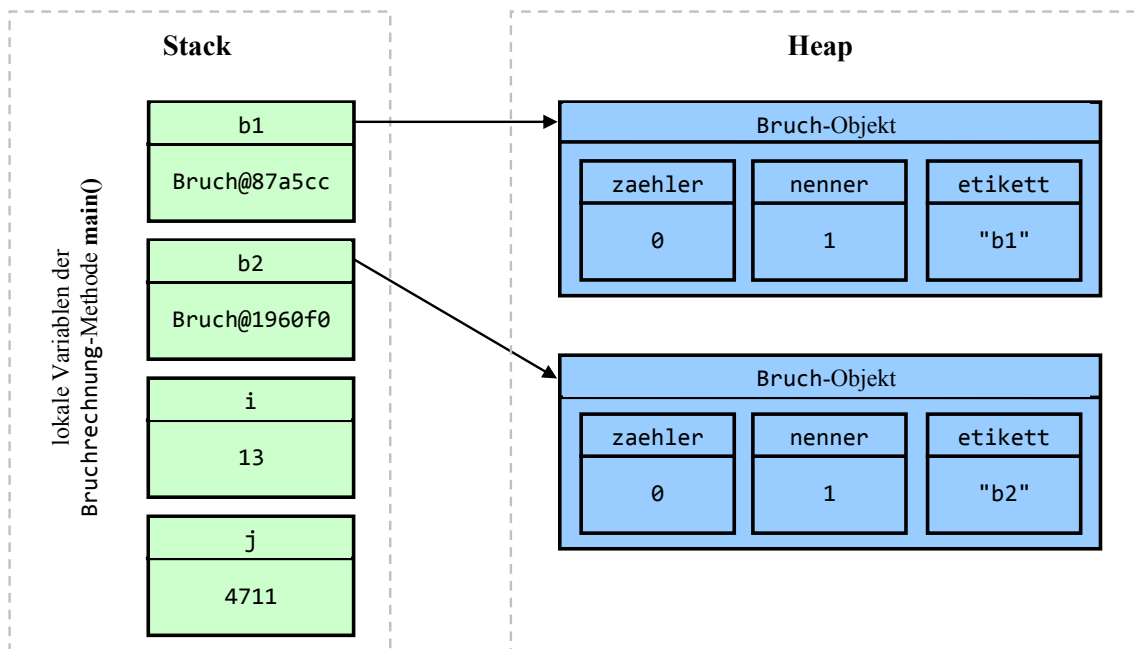 Stack
Heap
lokale Variablen der
Bruchrechnung-Methode main()
b1
Bruch@87a5cc
b2
Bruch@1960f0
i
13
j
4711
Bruch-Objekt
zaehler nenner etikett
0 1 "b1"
Bruch-Objekt
zaehler nenner etikett
0 1 "b2"